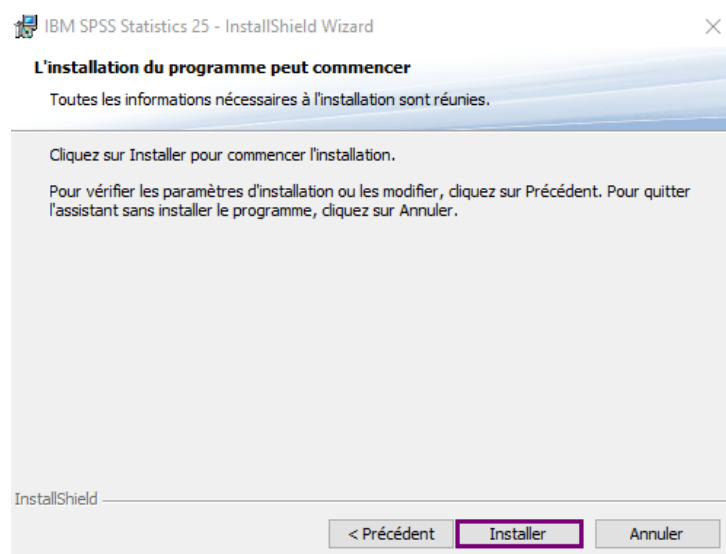 IBM SPSS Statistics 25 - InstallShield Wizard
L'installation du programme peut commencer
Toutes les informations nécessaires à l'installation sont réunies.
Cliquez sur Installer pour commencer l'installation.
Pour vérifier les paramètres d'installation ou les modifier, cliquez sur Précédent. Pour quitter
l'assistant sans installer le programme, cliquez sur Annuler.
InstallShield
< Précédent Installer Annuler